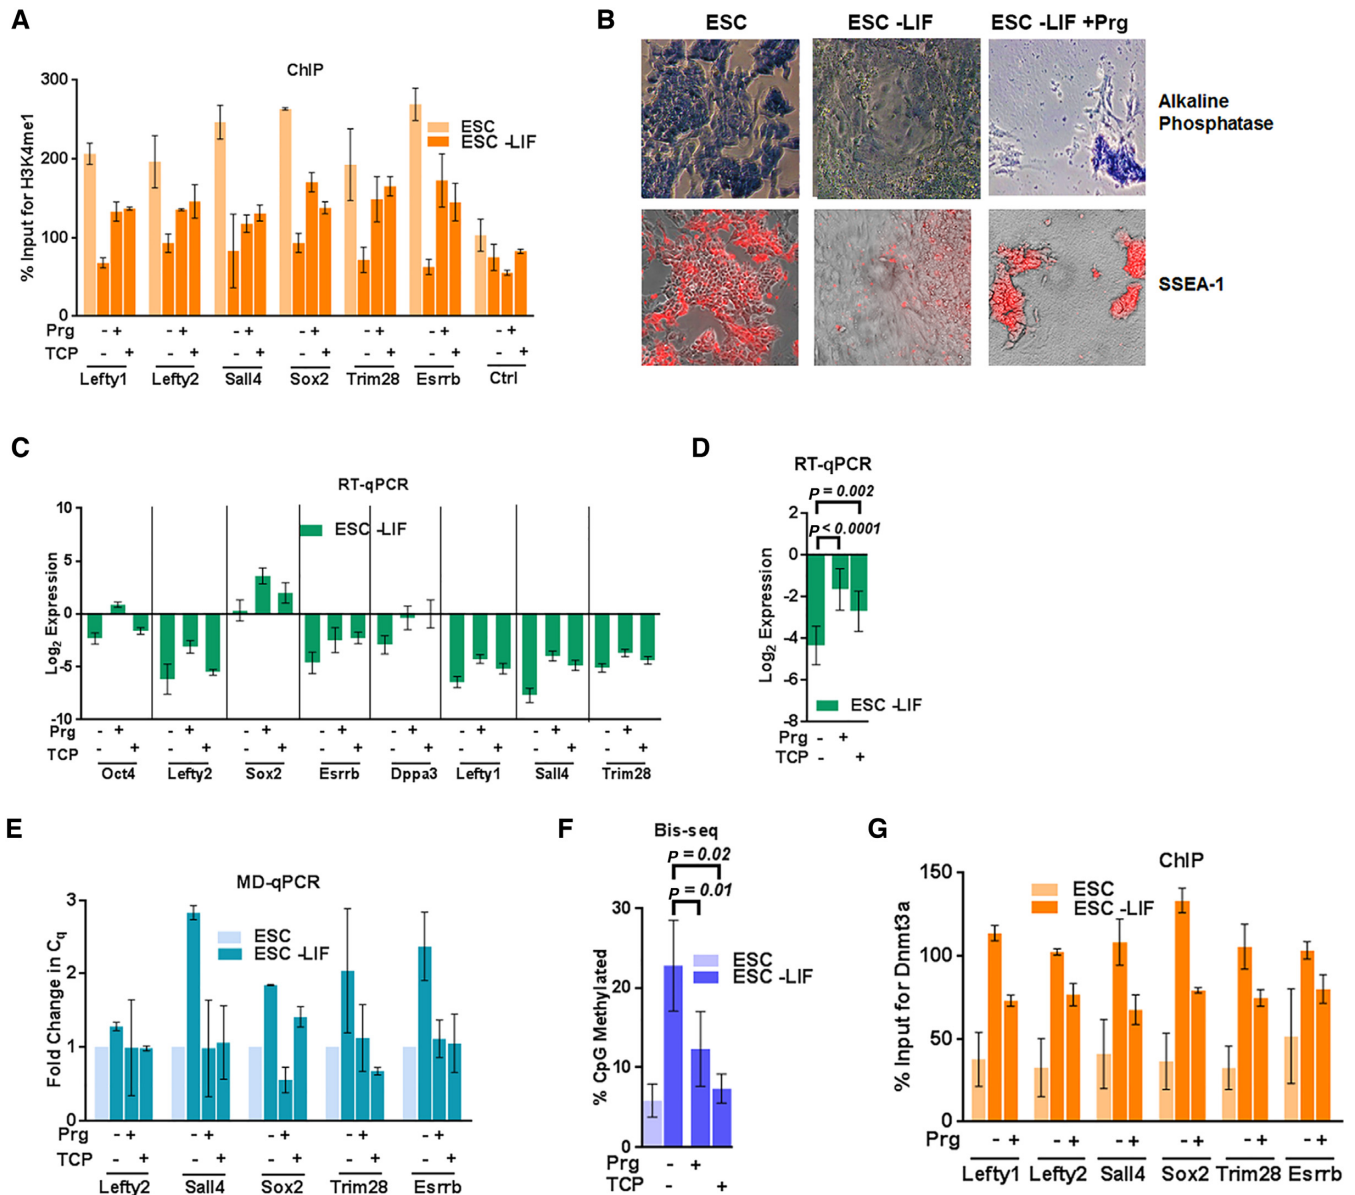 A
ChIP
% Input for H3K4me1
300
200
100
0
ESC
ESC -LIF
Prg - + - + - + - + - + - + - +
TCP - + - + - + - + - + - + - +
Lefty1 Lefty2 Sall4 Sox2 Trim28 Esrrb Ctrl
B
ESC ESC -LIF ESC -LIF +Prg
Alkaline
Phosphatase
SSEA-1
C
RT-qPCR
Log2 Expression
10
5
0
-5
-10
ESC -LIF
Prg - + - + - + - + - + - + - + - +
TCP - + - + - + - + - + - + - + - +
Oct4 Lefty2 Sox2 Esrrb Dppa3 Lefty1 Sall4 Trim28
D
RT-qPCR
P = 0.002
P < 0.0001
Log2 Expression
2
0
-2
-4
-6
-8
ESC -LIF
Prg - +
TCP - +
E
MD-qPCR
Fold Change in Cq
3
2
1
0
ESC
ESC -LIF
Prg - + - + - + - + - +
TCP - + - + - + - + - +
Lefty2 Sall4 Sox2 Trim28 Esrrb
F
Bis-seq
P = 0.02
P = 0.01
% CpG Methylated
30
20
10
0
ESC
ESC -LIF
Prg - +
TCP - +
G
ChIP
% Input for Dnmt3a
150
100
50
0
ESC
ESC -LIF
Prg - + - + - + - + - + - +
Lefty1 Lefty2 Sall4 Sox2 Trim28 Esrrb